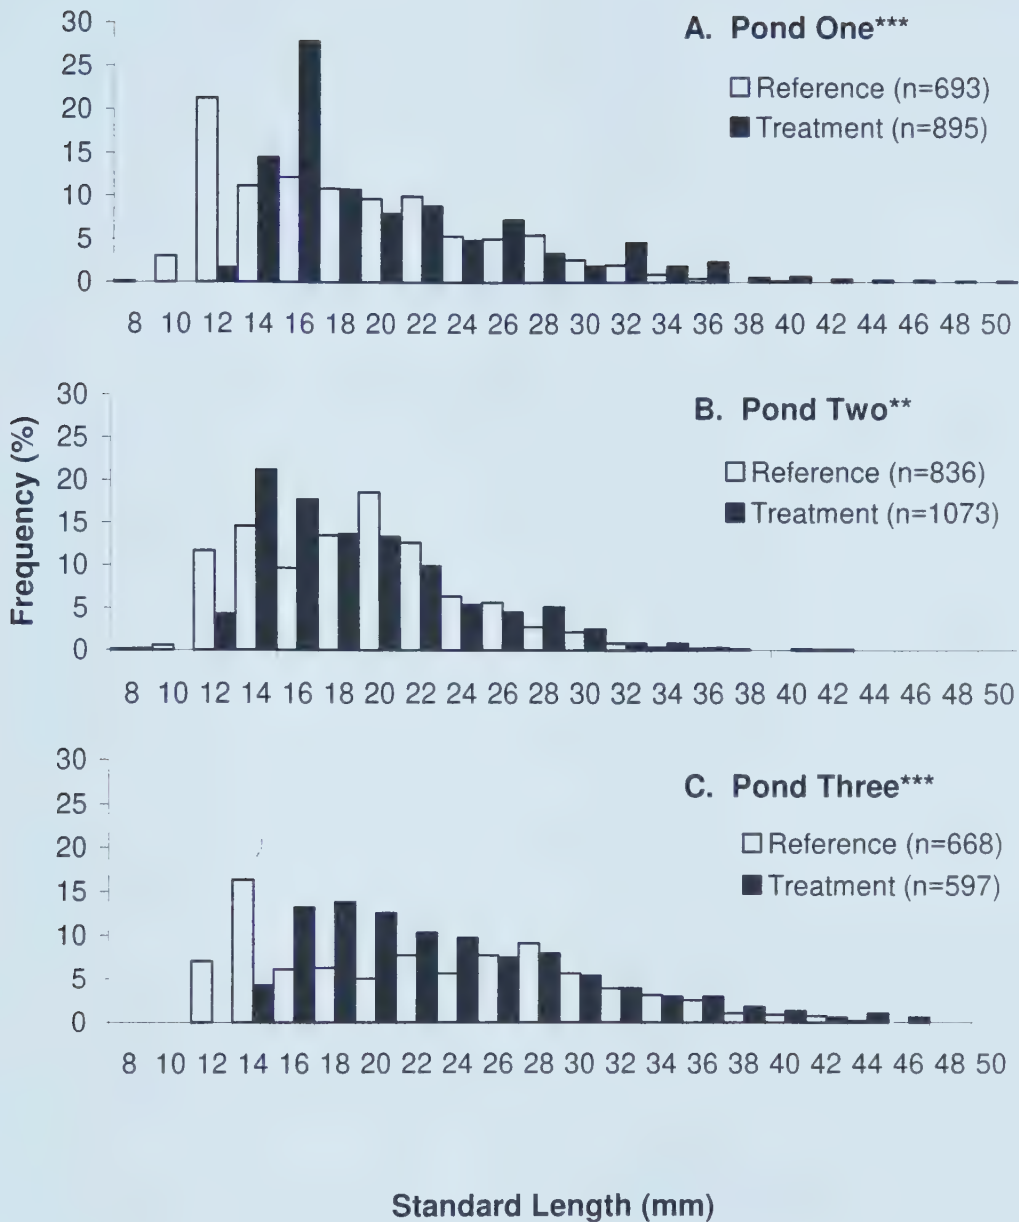 A. Pond One***
Reference (n=693)
Treatment (n=895)
30
25
20
15
10
5
0
8 10 12 14 16 18 20 22 24 26 28 30 32 34 36 38 40 42 44 46 48 50
B. Pond Two**
Reference (n=836)
Treatment (n=1073)
30
25
20
15
10
5
0
8 10 12 14 16 18 20 22 24 26 28 30 32 34 36 38 40 42 44 46 48 50
Frequency (%)
C. Pond Three***
Reference (n=668)
Treatment (n=597)
30
25
20
15
10
5
0
8 10 12 14 16 18 20 22 24 26 28 30 32 34 36 38 40 42 44 46 50
Standard Length (mm)